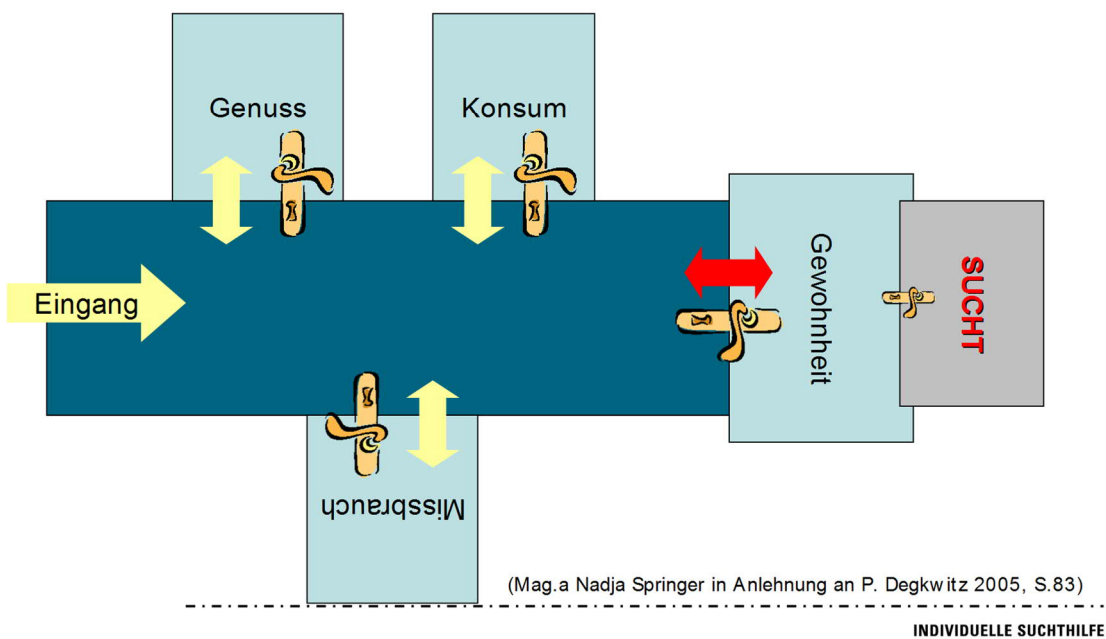 Genuss
Konsum
Eingang
Gewohnheit
SUCHT
Missbrauch
(Mag.a Nadja Springer in Anlehnung an P. Degkwitz 2005, S.83)
INDIVIDUELLE SUCHTHILFE